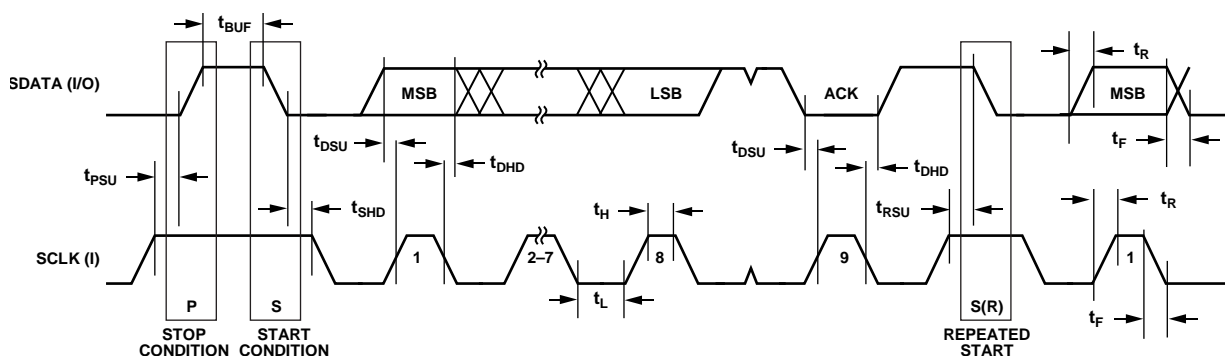 tBUF
tR
SDATA (I/O)
MSB
LSB
ACK
MSB
tDSU
tDHD
tDSU
tDHD
tF
tPSU
tSHD
tH
tRSU
tR
SCLK (I)
1
2–7
8
9
1
P
S
tL
S(R)
tF
STOP
CONDITION
START
CONDITION
REPEATED
START